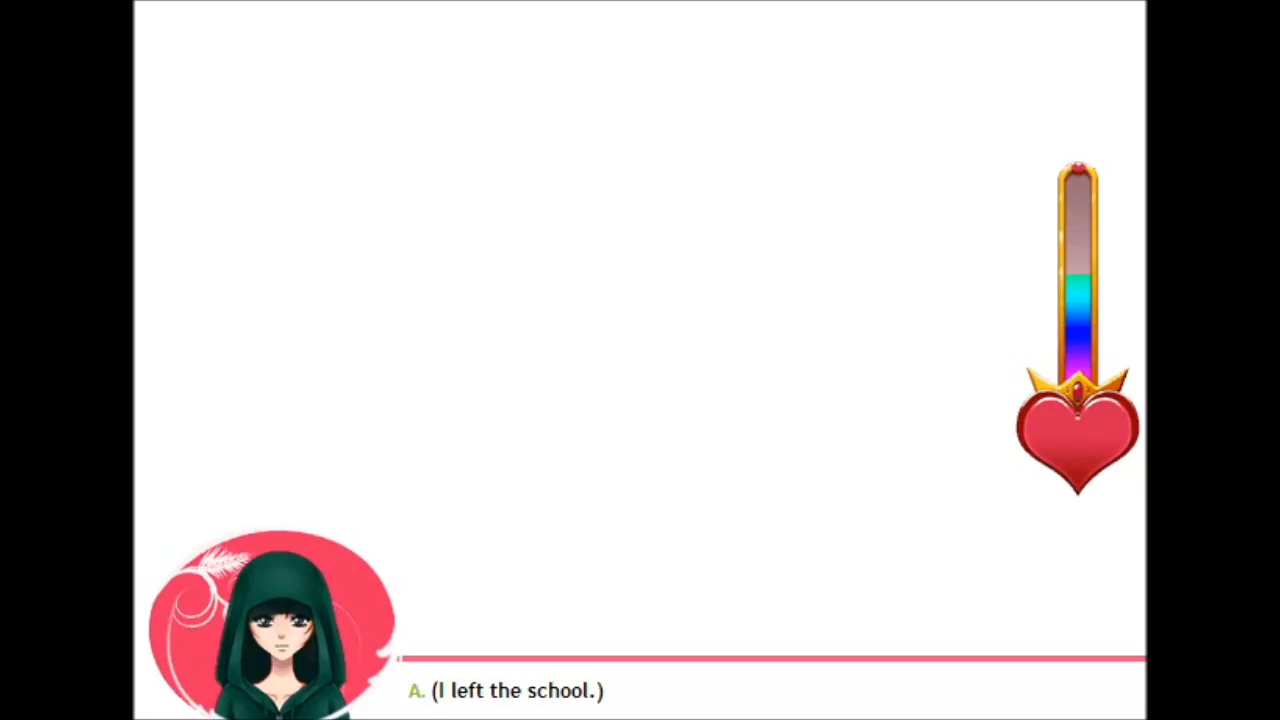 A. (I left the school.)